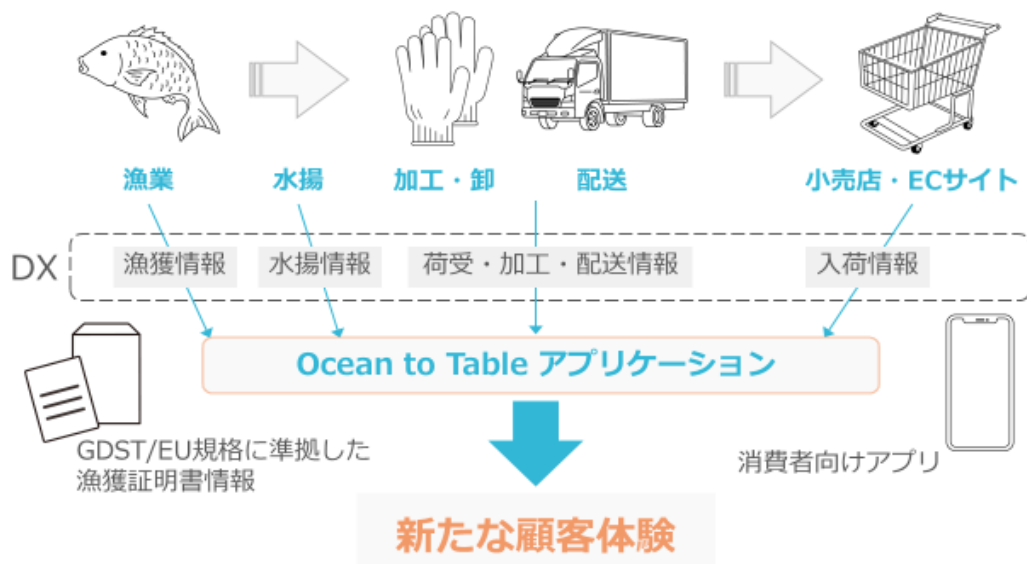 漁業 水揚 加工・卸 配送 小売店・ECサイト
DX 漁獲情報 水揚情報 荷受・加工・配送情報 入荷情報
Ocean to Table アプリケーション
GDST/EU規格に準拠した
漁獲証明書情報
消費者向けアプリ
新たな顧客体験